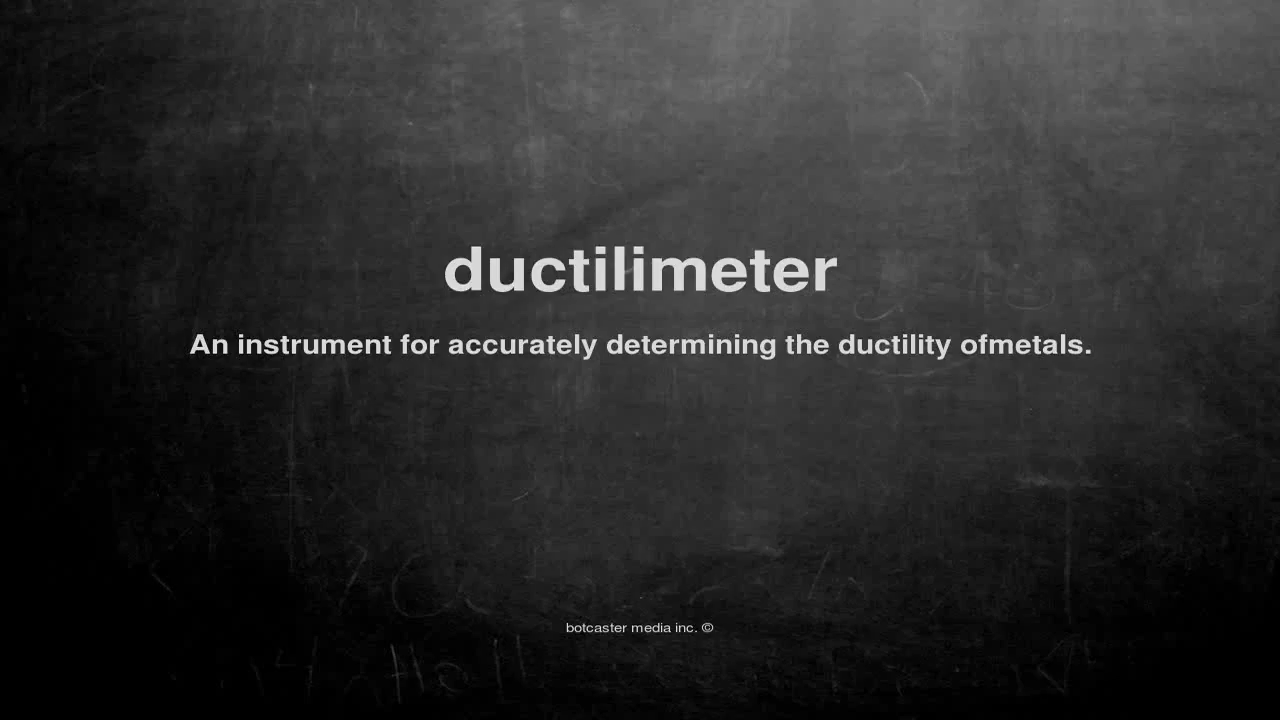 ductilimeter
An instrument for accurately determining the ductility ofmetals.
botcaster media inc. ©